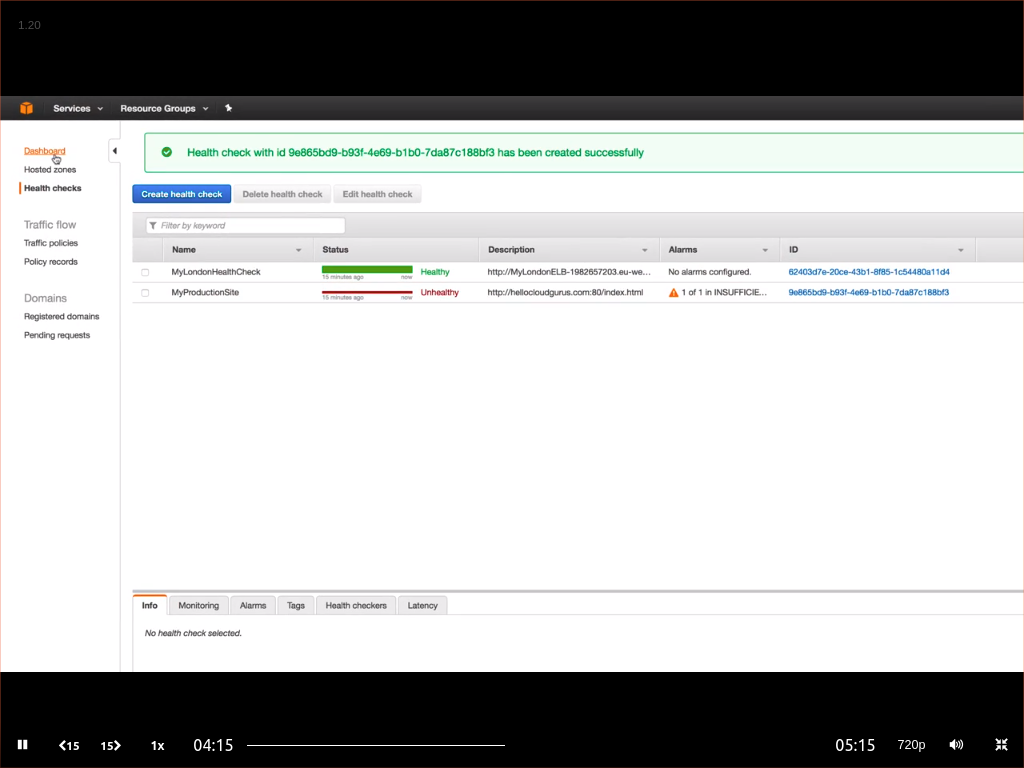 1.20
Services Resource Groups
Dashboard
Hosted zones
Health checks
Traffic flow
Traffic policies
Policy records
Domains
Registered domains
Pending requests
Health check with id 9e865bd9-b93f-4e69-b1b0-7da87c188bf3 has been created successfully
Create health check Delete health check Edit health check
Filter by keyword
Name Status Description Alarms ID
MyLondonHealthCheck 15 minutes ago now Healthy http://MyLondonELB-1982657203.eu-we... No alarms configured. 62403d7e-20ce-43b1-8f85-1c54480a11d4
MyProductionSite 15 minutes ago now Unhealthy http://hellocloudgurus.com:80/index.html 1 of 1 in INSUFFICIE... 9e865bd9-b93f-4e69-b1b0-7da87c188bf3
Info Monitoring Alarms Tags Health checkers Latency
No health check selected.
15 15 1x 04:15 05:15 720p